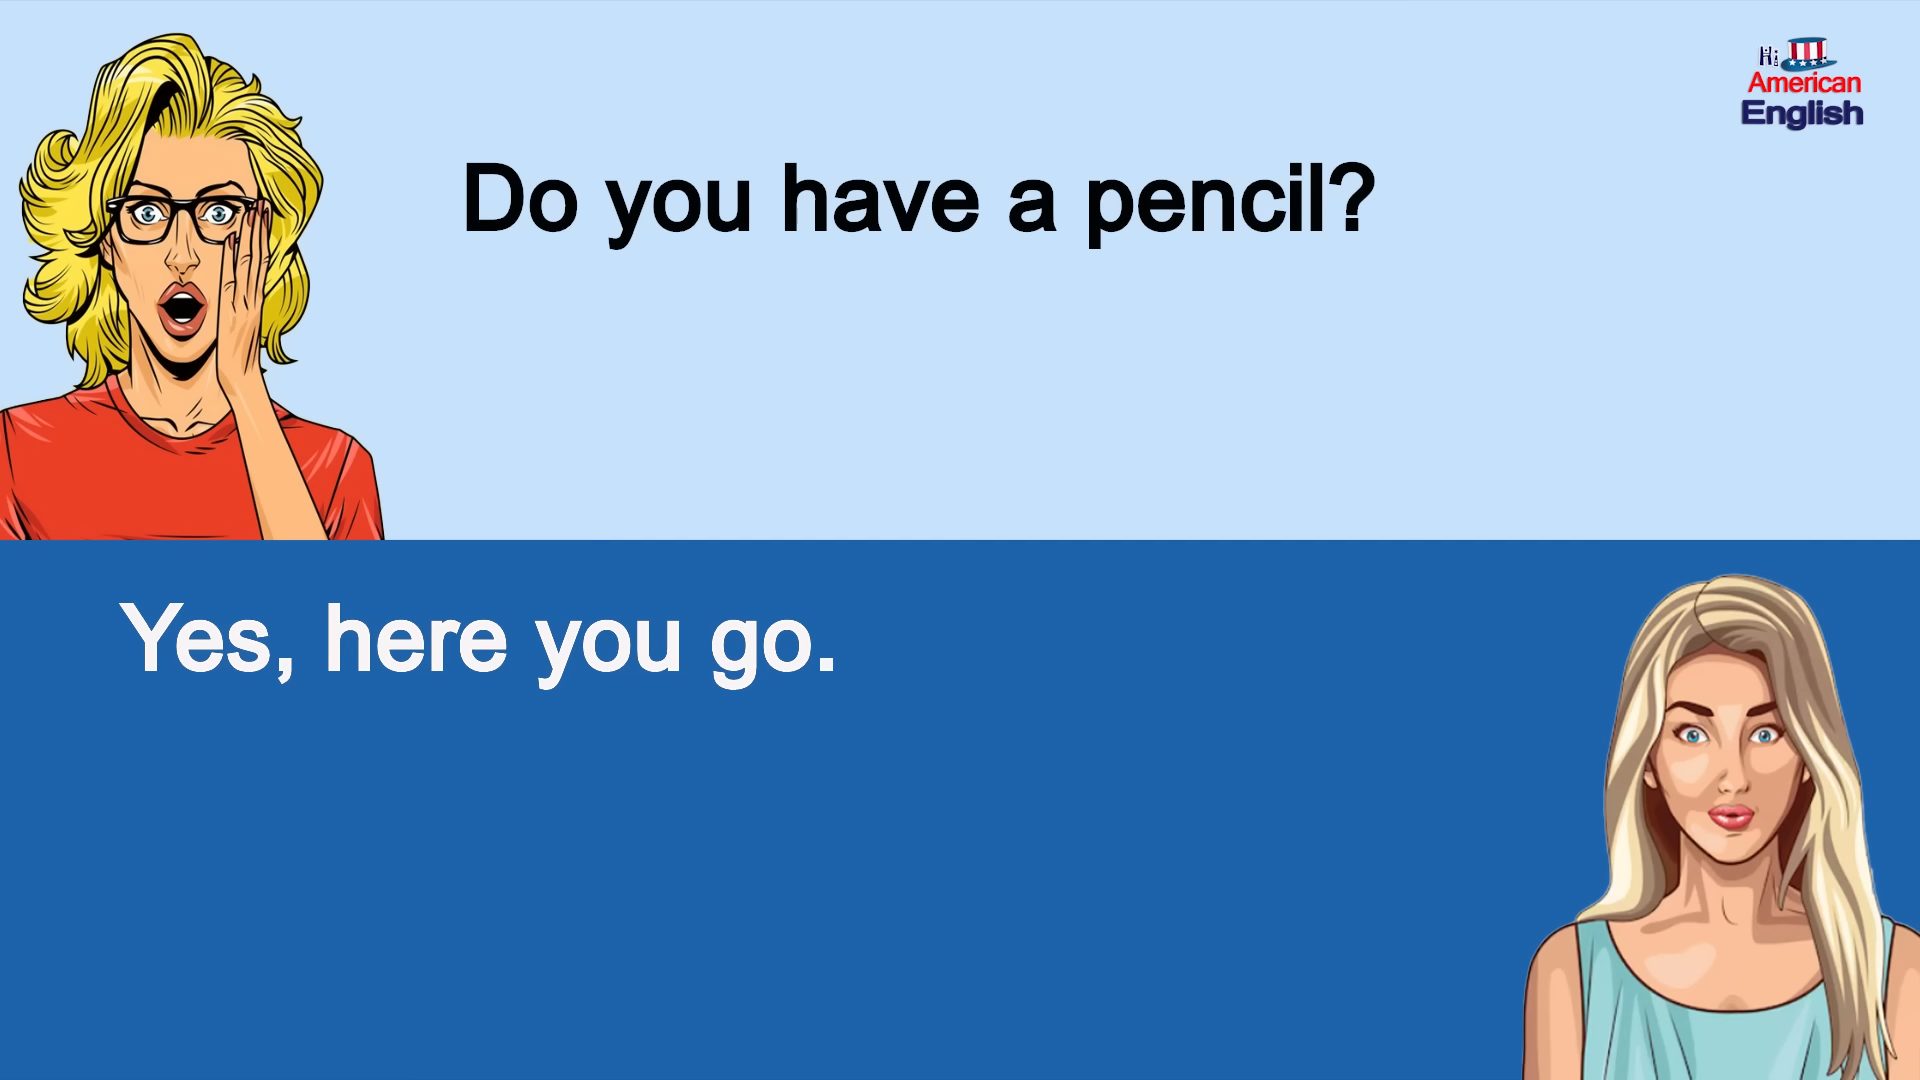 Hi
American
English
Do you have a pencil?
Yes, here you go.